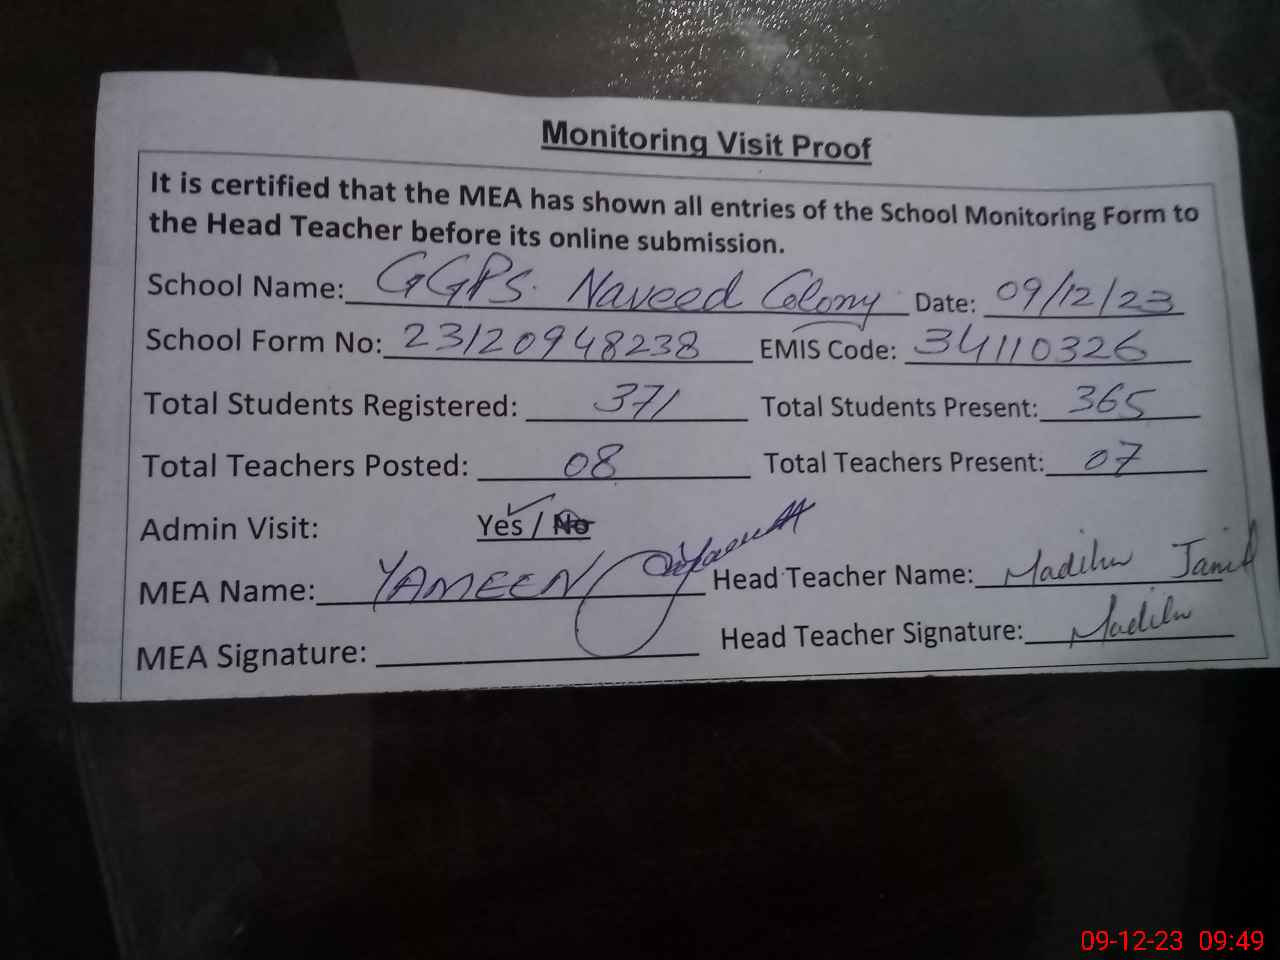 Monitoring Visit Proof
It is certified that the MEA has shown all entries of the School Monitoring Form to
the Head Teacher before its online submission.
School Name: GGPS. Naveed Colony Date: 09/12/23
School Form No: 23120948238 EMIS Code: 34110326
Total Students Registered: 371 Total Students Present: 365
Total Teachers Posted: 08 Total Teachers Present: 07
Admin Visit: Yes / No
MEA Name: YAMEEN Head Teacher Name:
MEA Signature: Head Teacher Signature:
09-12-23 09:49